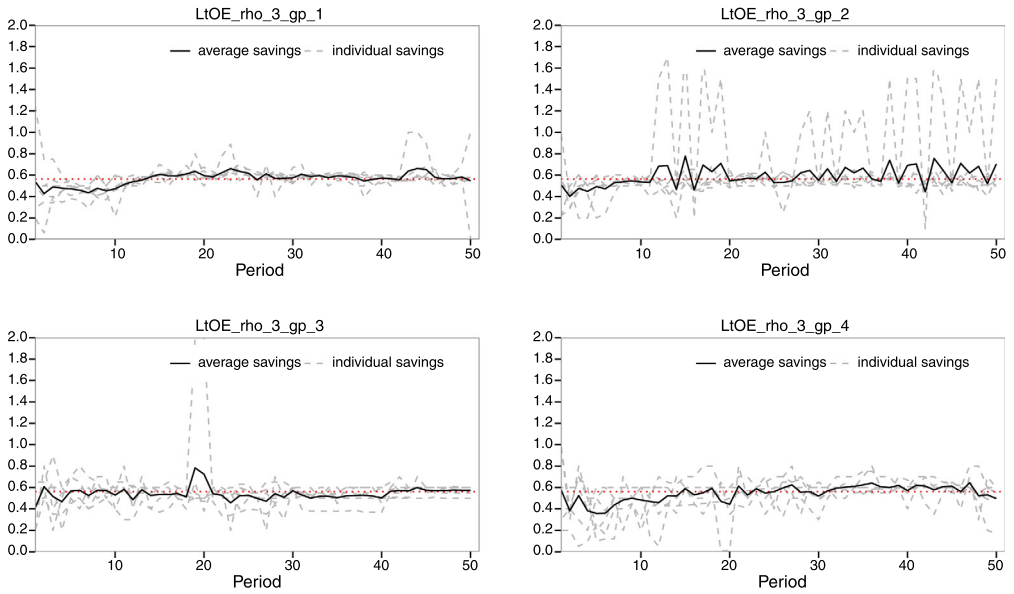 LtOE_rho_3_gp_1
2.0
1.8
1.6
1.4
1.2
1.0
0.8
0.6
0.4
0.2
0.0
average savings individual savings
10 20 30 40 50
Period
LtOE_rho_3_gp_2
2.0
1.8
1.6
1.4
1.2
1.0
0.8
0.6
0.4
0.2
0.0
average savings individual savings
10 20 30 40 50
Period
LtOE_rho_3_gp_3
2.0
1.8
1.6
1.4
1.2
1.0
0.8
0.6
0.4
0.2
0.0
average savings individual savings
10 20 30 40 50
Period
LtOE_rho_3_gp_4
2.0
1.8
1.6
1.4
1.2
1.0
0.8
0.6
0.4
0.2
0.0
average savings individual savings
10 20 30 40 50
Period